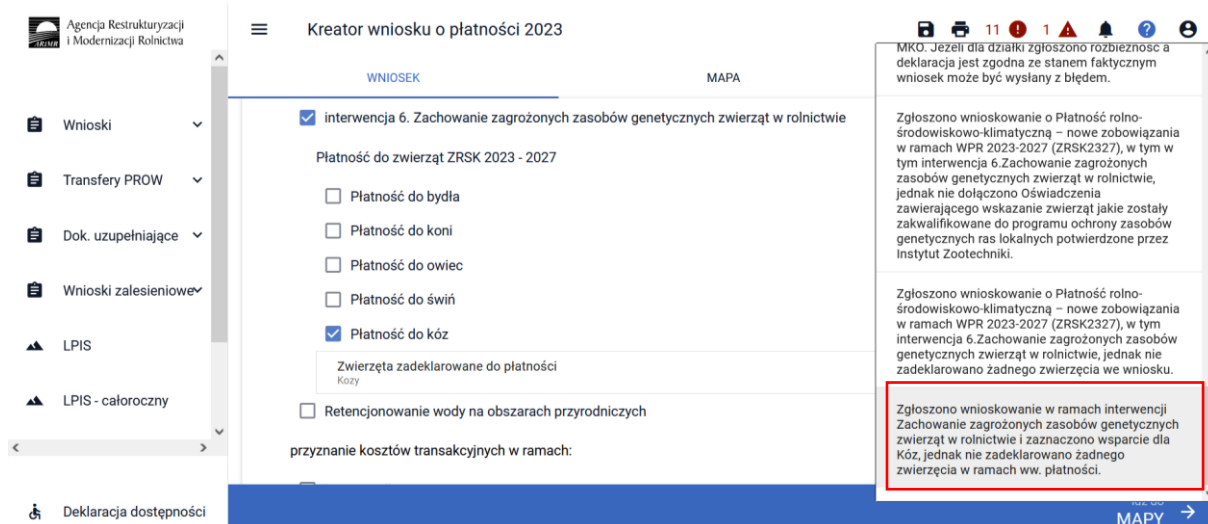 Agencja Restrukturyzacji
i Modernizacji Rolnictwa
ARiMR
Kreator wniosku o płatności 2023
11
1
WNIOSEK
MAPA
Wnioski
Transfery PROW
Dok. uzupełniające
Wnioski zalesieniowe
LPIS
LPIS - całoroczny
Deklaracja dostępności
interwencja 6. Zachowanie zagrożonych zasobów genetycznych zwierząt w rolnictwie
Płatność do zwierząt ZRSK 2023 - 2027
Płatność do bydła
Płatność do koni
Płatność do owiec
Płatność do świń
Płatność do kóz
Zwierzęta zadeklarowane do płatności
Kozy
Retencjonowanie wody na obszarach przyrodniczych
przyznanie kosztów transakcyjnych w ramach:
MKO. Jeżeli dla działki zgłoszono rozbieżność a
deklaracja jest zgodna ze stanem faktycznym
wniosek może być wysłany z błędem.
Zgłoszono wnioskowanie o Płatność rolno-
środowiskowo-klimatyczną – nowe zobowiązania
w ramach WPR 2023-2027 (ZRSK2327), w tym w
tym interwencja 6.Zachowanie zagrożonych
zasobów genetycznych zwierząt w rolnictwie,
jednak nie dołączono Oświadczenia
zawierającego wskazanie zwierząt jakie zostały
zakwalifikowane do programu ochrony zasobów
genetycznych ras lokalnych potwierdzone przez
Instytut Zootechniki.
Zgłoszono wnioskowanie o Płatność rolno-
środowiskowo-klimatyczną – nowe zobowiązania
w ramach WPR 2023-2027 (ZRSK2327), w tym
interwencja 6.Zachowanie zagrożonych zasobów
genetycznych zwierząt w rolnictwie, jednak nie
zadeklarowano żadnego zwierzęcia we wniosku.
Zgłoszono wnioskowanie w ramach interwencji
Zachowanie zagrożonych zasobów genetycznych
zwierząt w rolnictwie i zaznaczono wsparcie dla
Kóz, jednak nie zadeklarowano żadnego
zwierzęcia w ramach ww. płatności.
MAPY